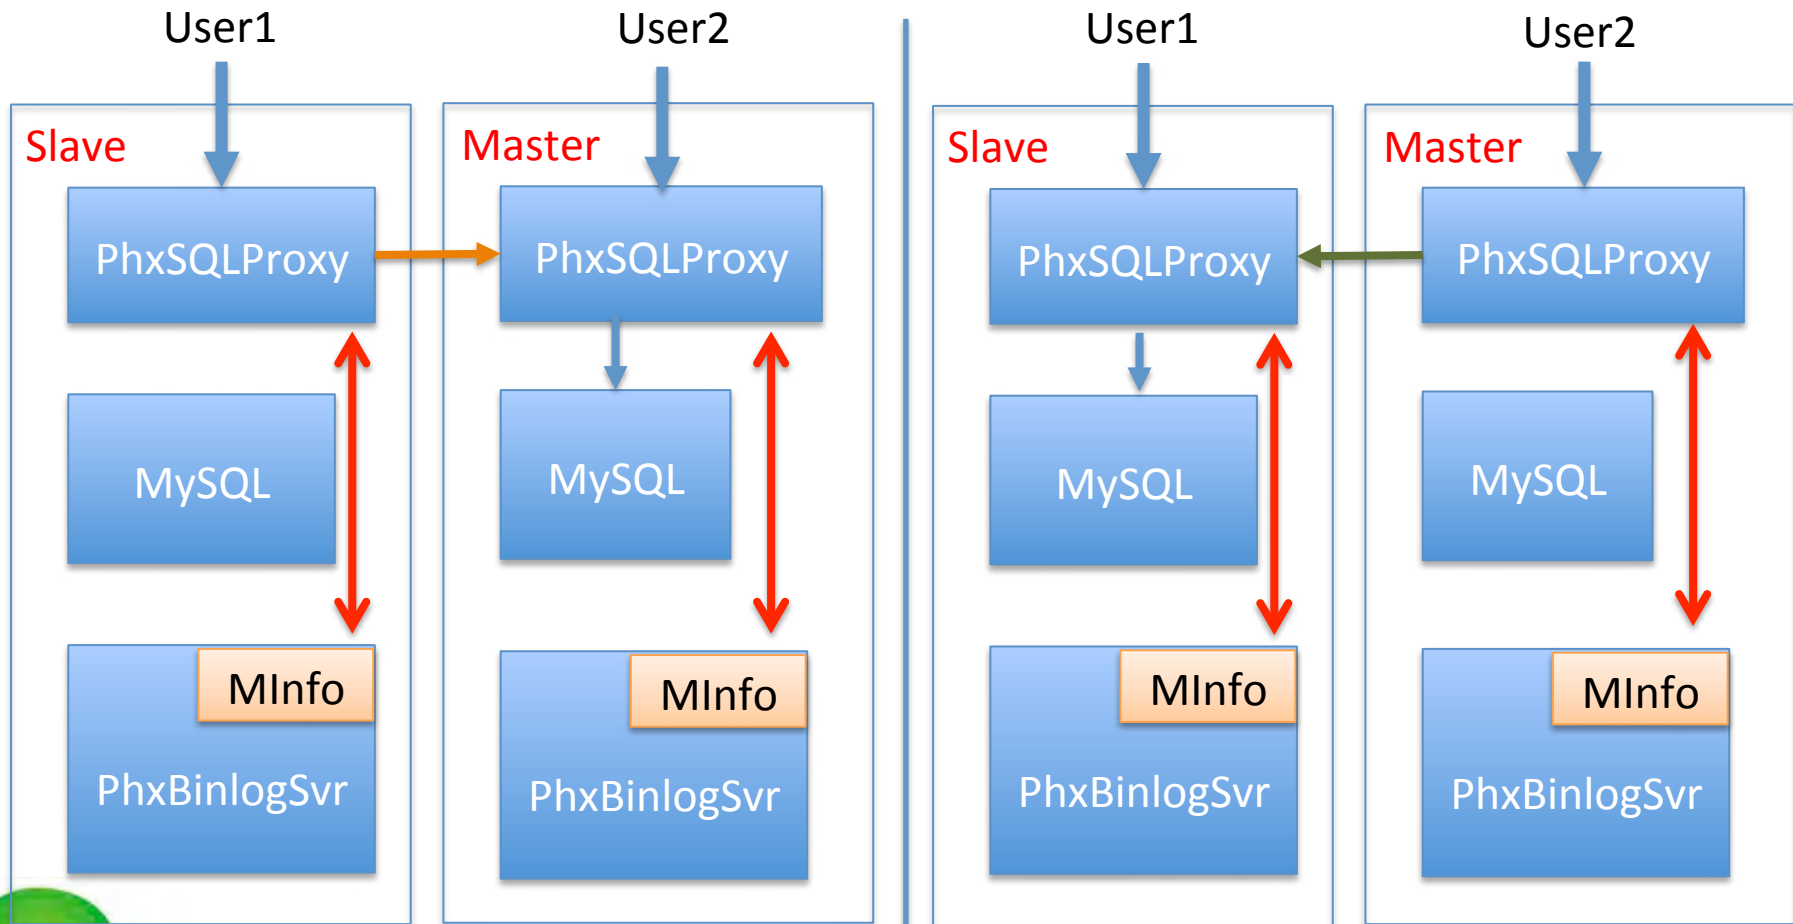 User1
User2
Slave
Master
PhxSQLProxy
PhxSQLProxy
MySQL
MySQL
MInfo
MInfo
PhxBinlogSvr
PhxBinlogSvr
User1
User2
Slave
Master
PhxSQLProxy
PhxSQLProxy
MySQL
MySQL
MInfo
MInfo
PhxBinlogSvr
PhxBinlogSvr